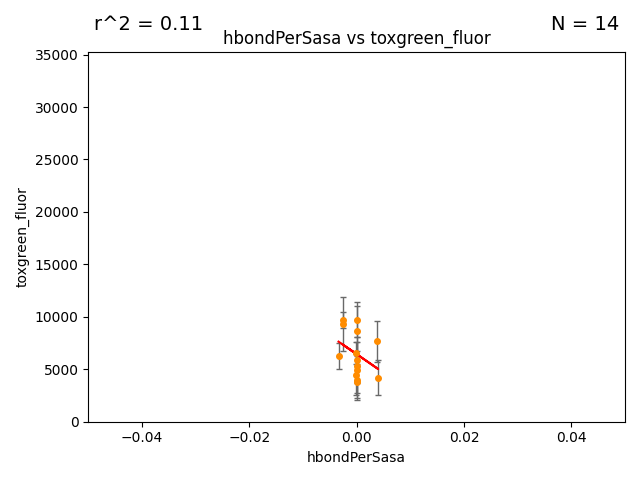 r^2 = 0.11
N = 14
hbondPerSasa vs toxgreen_fluor
35000
30000
25000
20000
15000
10000
5000
0
toxgreen_fluor
−0.04
−0.02
0.00
0.02
0.04
hbondPerSasa